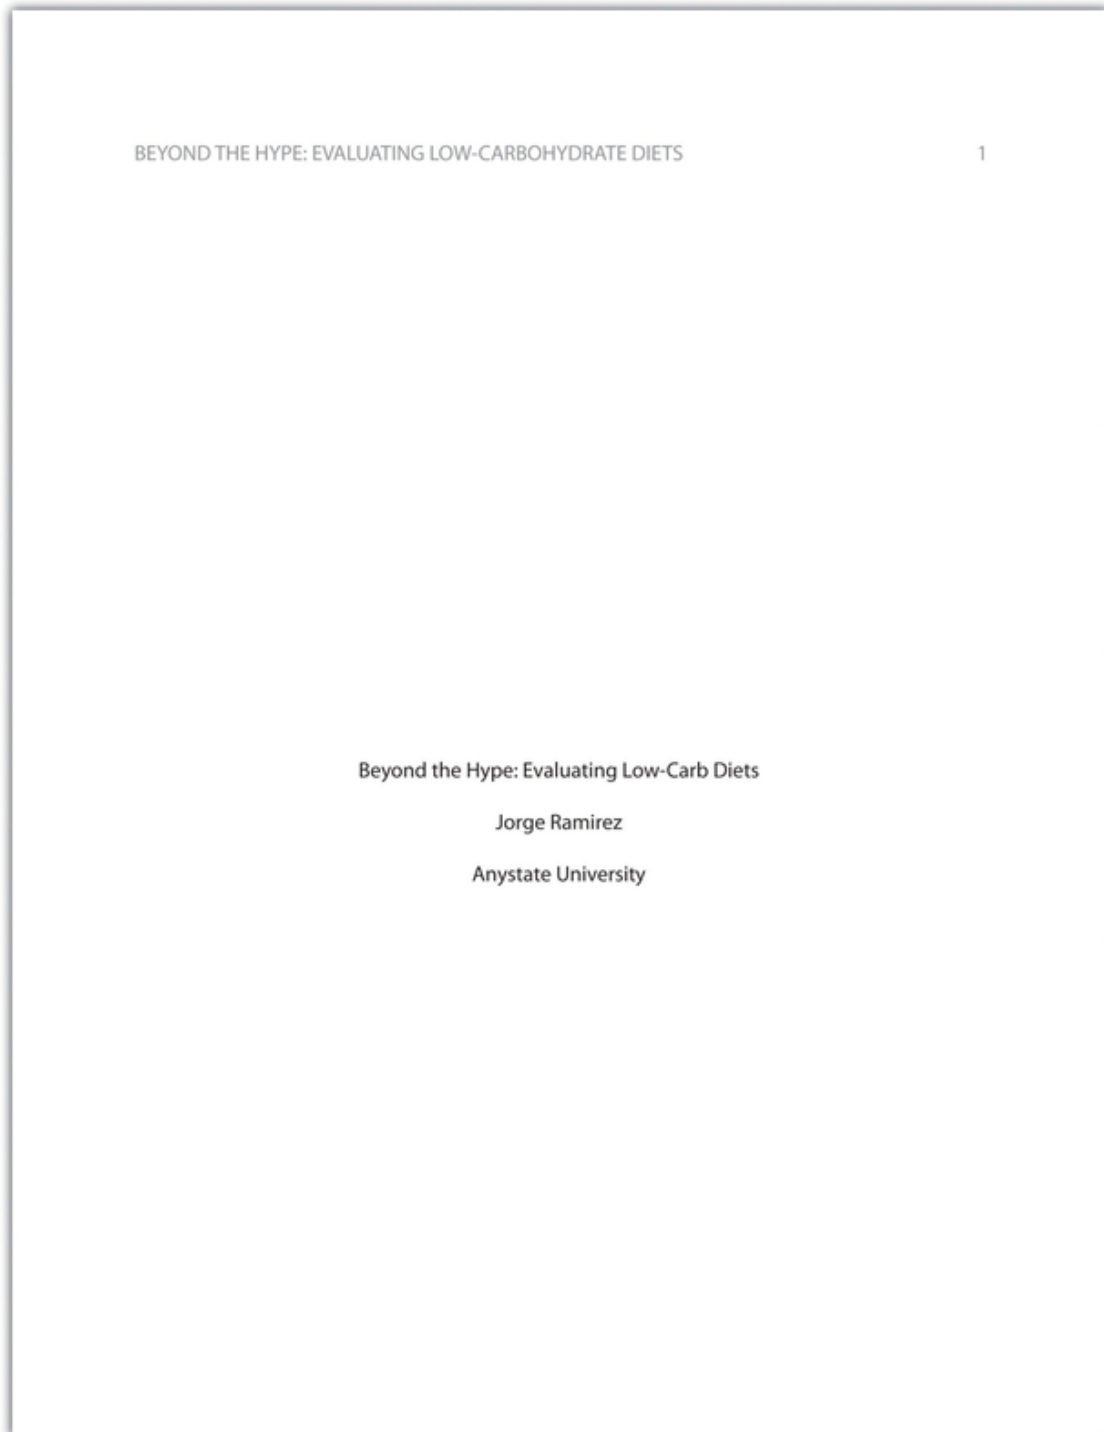 BEYOND THE HYPE: EVALUATING LOW-CARBOHYDRATE DIETS 1
Beyond the Hype: Evaluating Low-Carb Diets
Jorge Ramirez
Anystate University